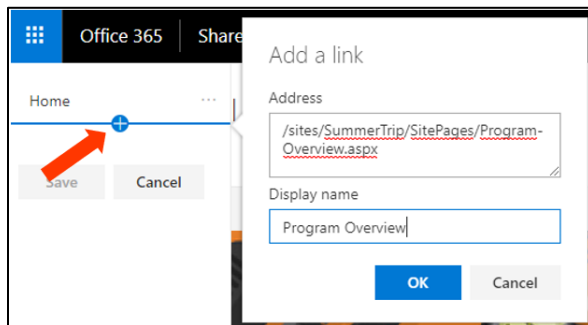 Office 365
Share
Home
...
Save
Cancel
Add a link
Address
/sites/SummerTrip/SitePages/Program-
Overview.aspx
Display name
Program Overview
OK
Cancel